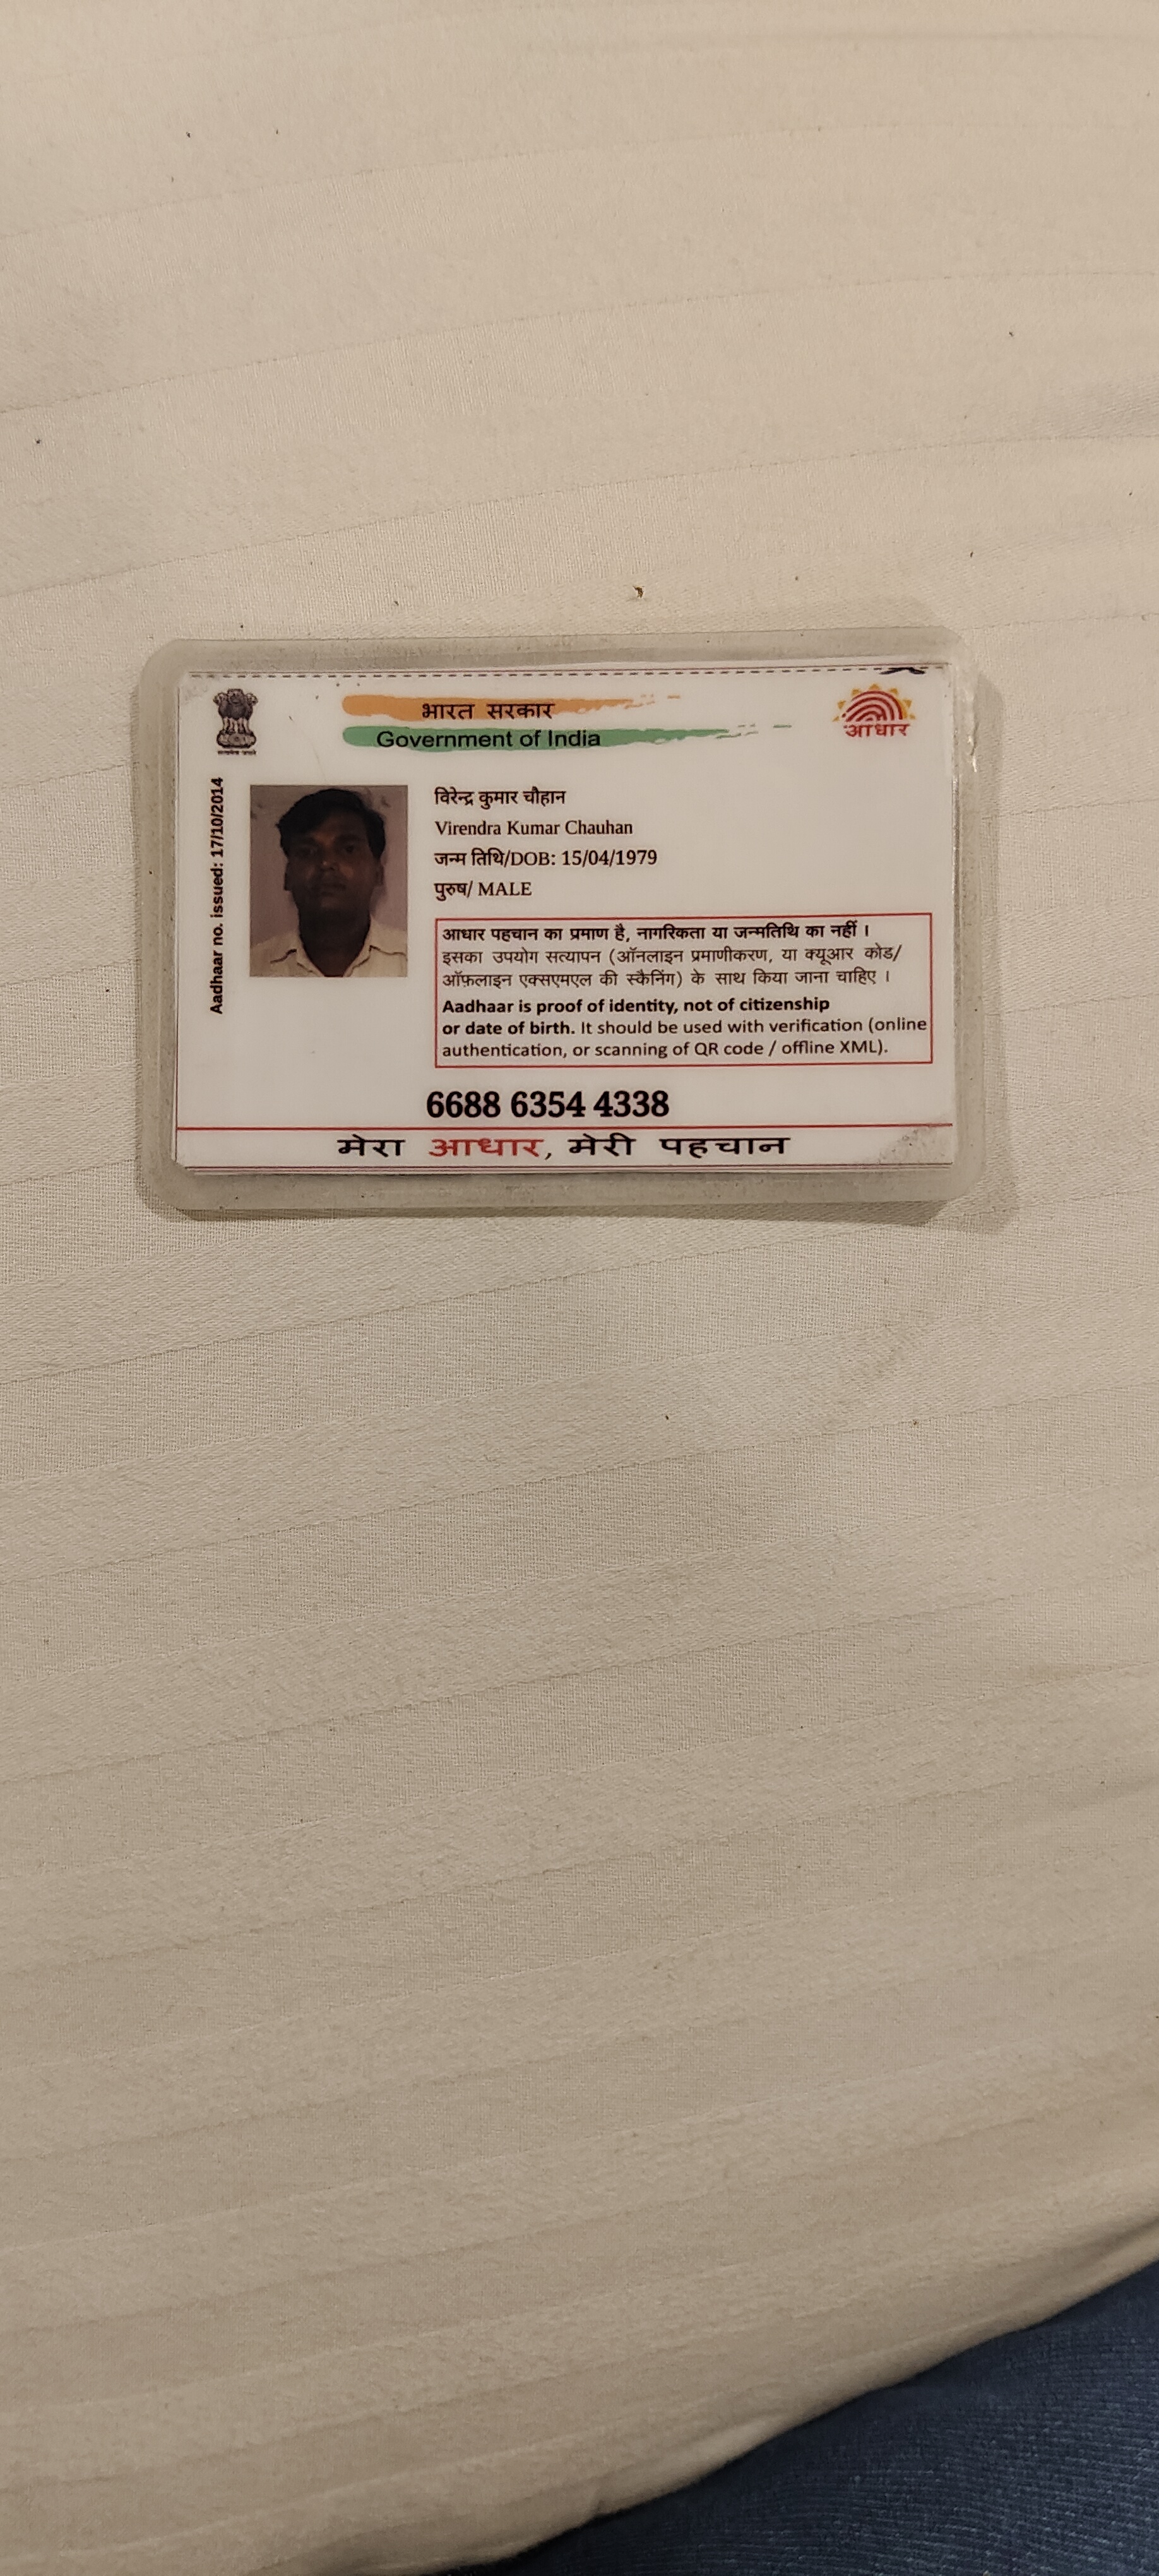 भारत सरकार
Government of India
आधार
Aadhaar no. issued: 17/10/2014
विरेन्द्र कुमार चौहान
Virendra Kumar Chauhan
जन्म तिथि/DOB: 15/04/1979
पुरुष/ MALE
आधार पहचान का प्रमाण है, नागरिकता या जन्मतिथि का नहीं ।
इसका उपयोग सत्यापन (ऑनलाइन प्रमाणीकरण, या क्यूआर कोड/
ऑफ़लाइन एक्सएमएल की स्कैनिंग) के साथ किया जाना चाहिए ।
Aadhaar is proof of identity, not of citizenship
or date of birth. It should be used with verification (online
authentication, or scanning of QR code / offline XML).
6688 6354 4338
मेरा आधार, मेरी पहचान